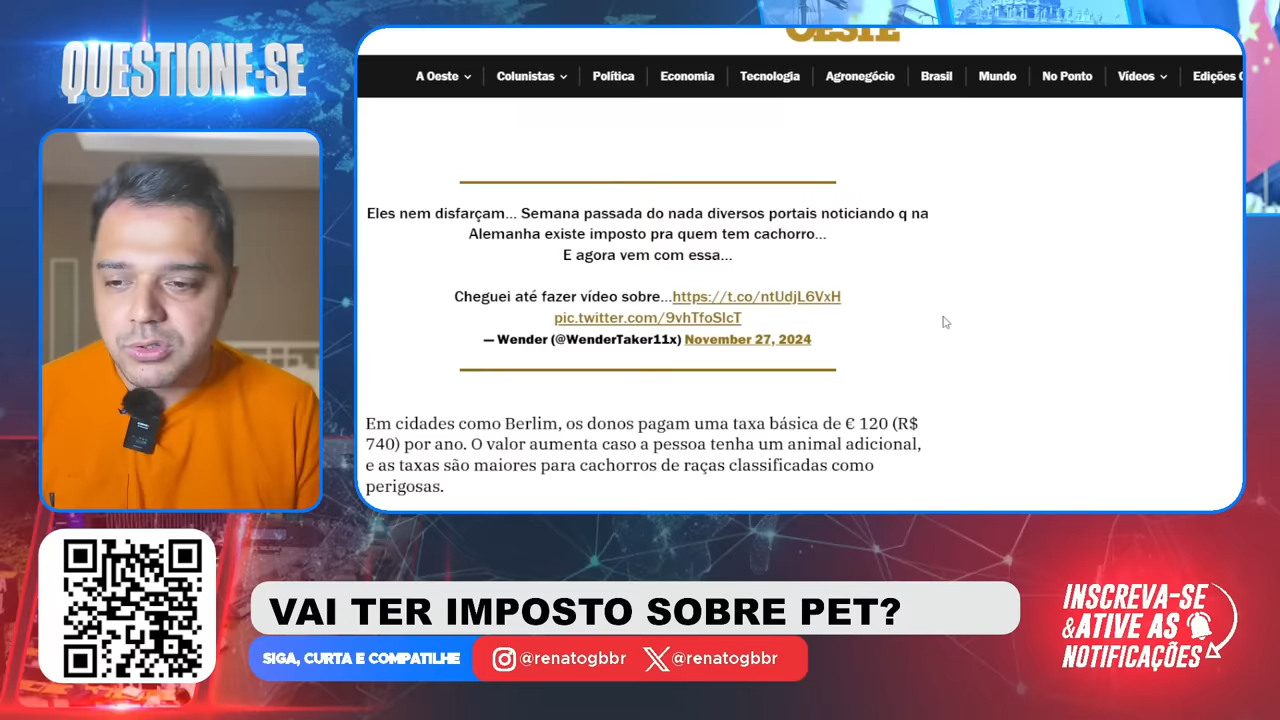 QUESTIONE-SE
OESTE
A Oeste
Colunistas
Política
Economia
Tecnologia
Agronegócio
Brasil
Mundo
No Ponto
Vídeos
Edições
Eles nem disfarçam... Semana passada do nada diversos portais noticiando q na
Alemanha existe imposto pra quem tem cachorro...
E agora vem com essa...
Cheguei até fazer vídeo sobre...https://t.co/ntUdjL6VxH
pic.twitter.com/9vhTfoSlcT
— Wender (@WenderTaker11x) November 27, 2024
Em cidades como Berlim, os donos pagam uma taxa básica de € 120 (R$
740) por ano. O valor aumenta caso a pessoa tenha um animal adicional,
e as taxas são maiores para cachorros de raças classificadas como
perigosas.
VAI TER IMPOSTO SOBRE PET?
SIGA, CURTA E COMPATILHE
@renatogbbr
@renatogbbr
INSCREVA-SE
&ATIVE AS
NOTIFICAÇÕES